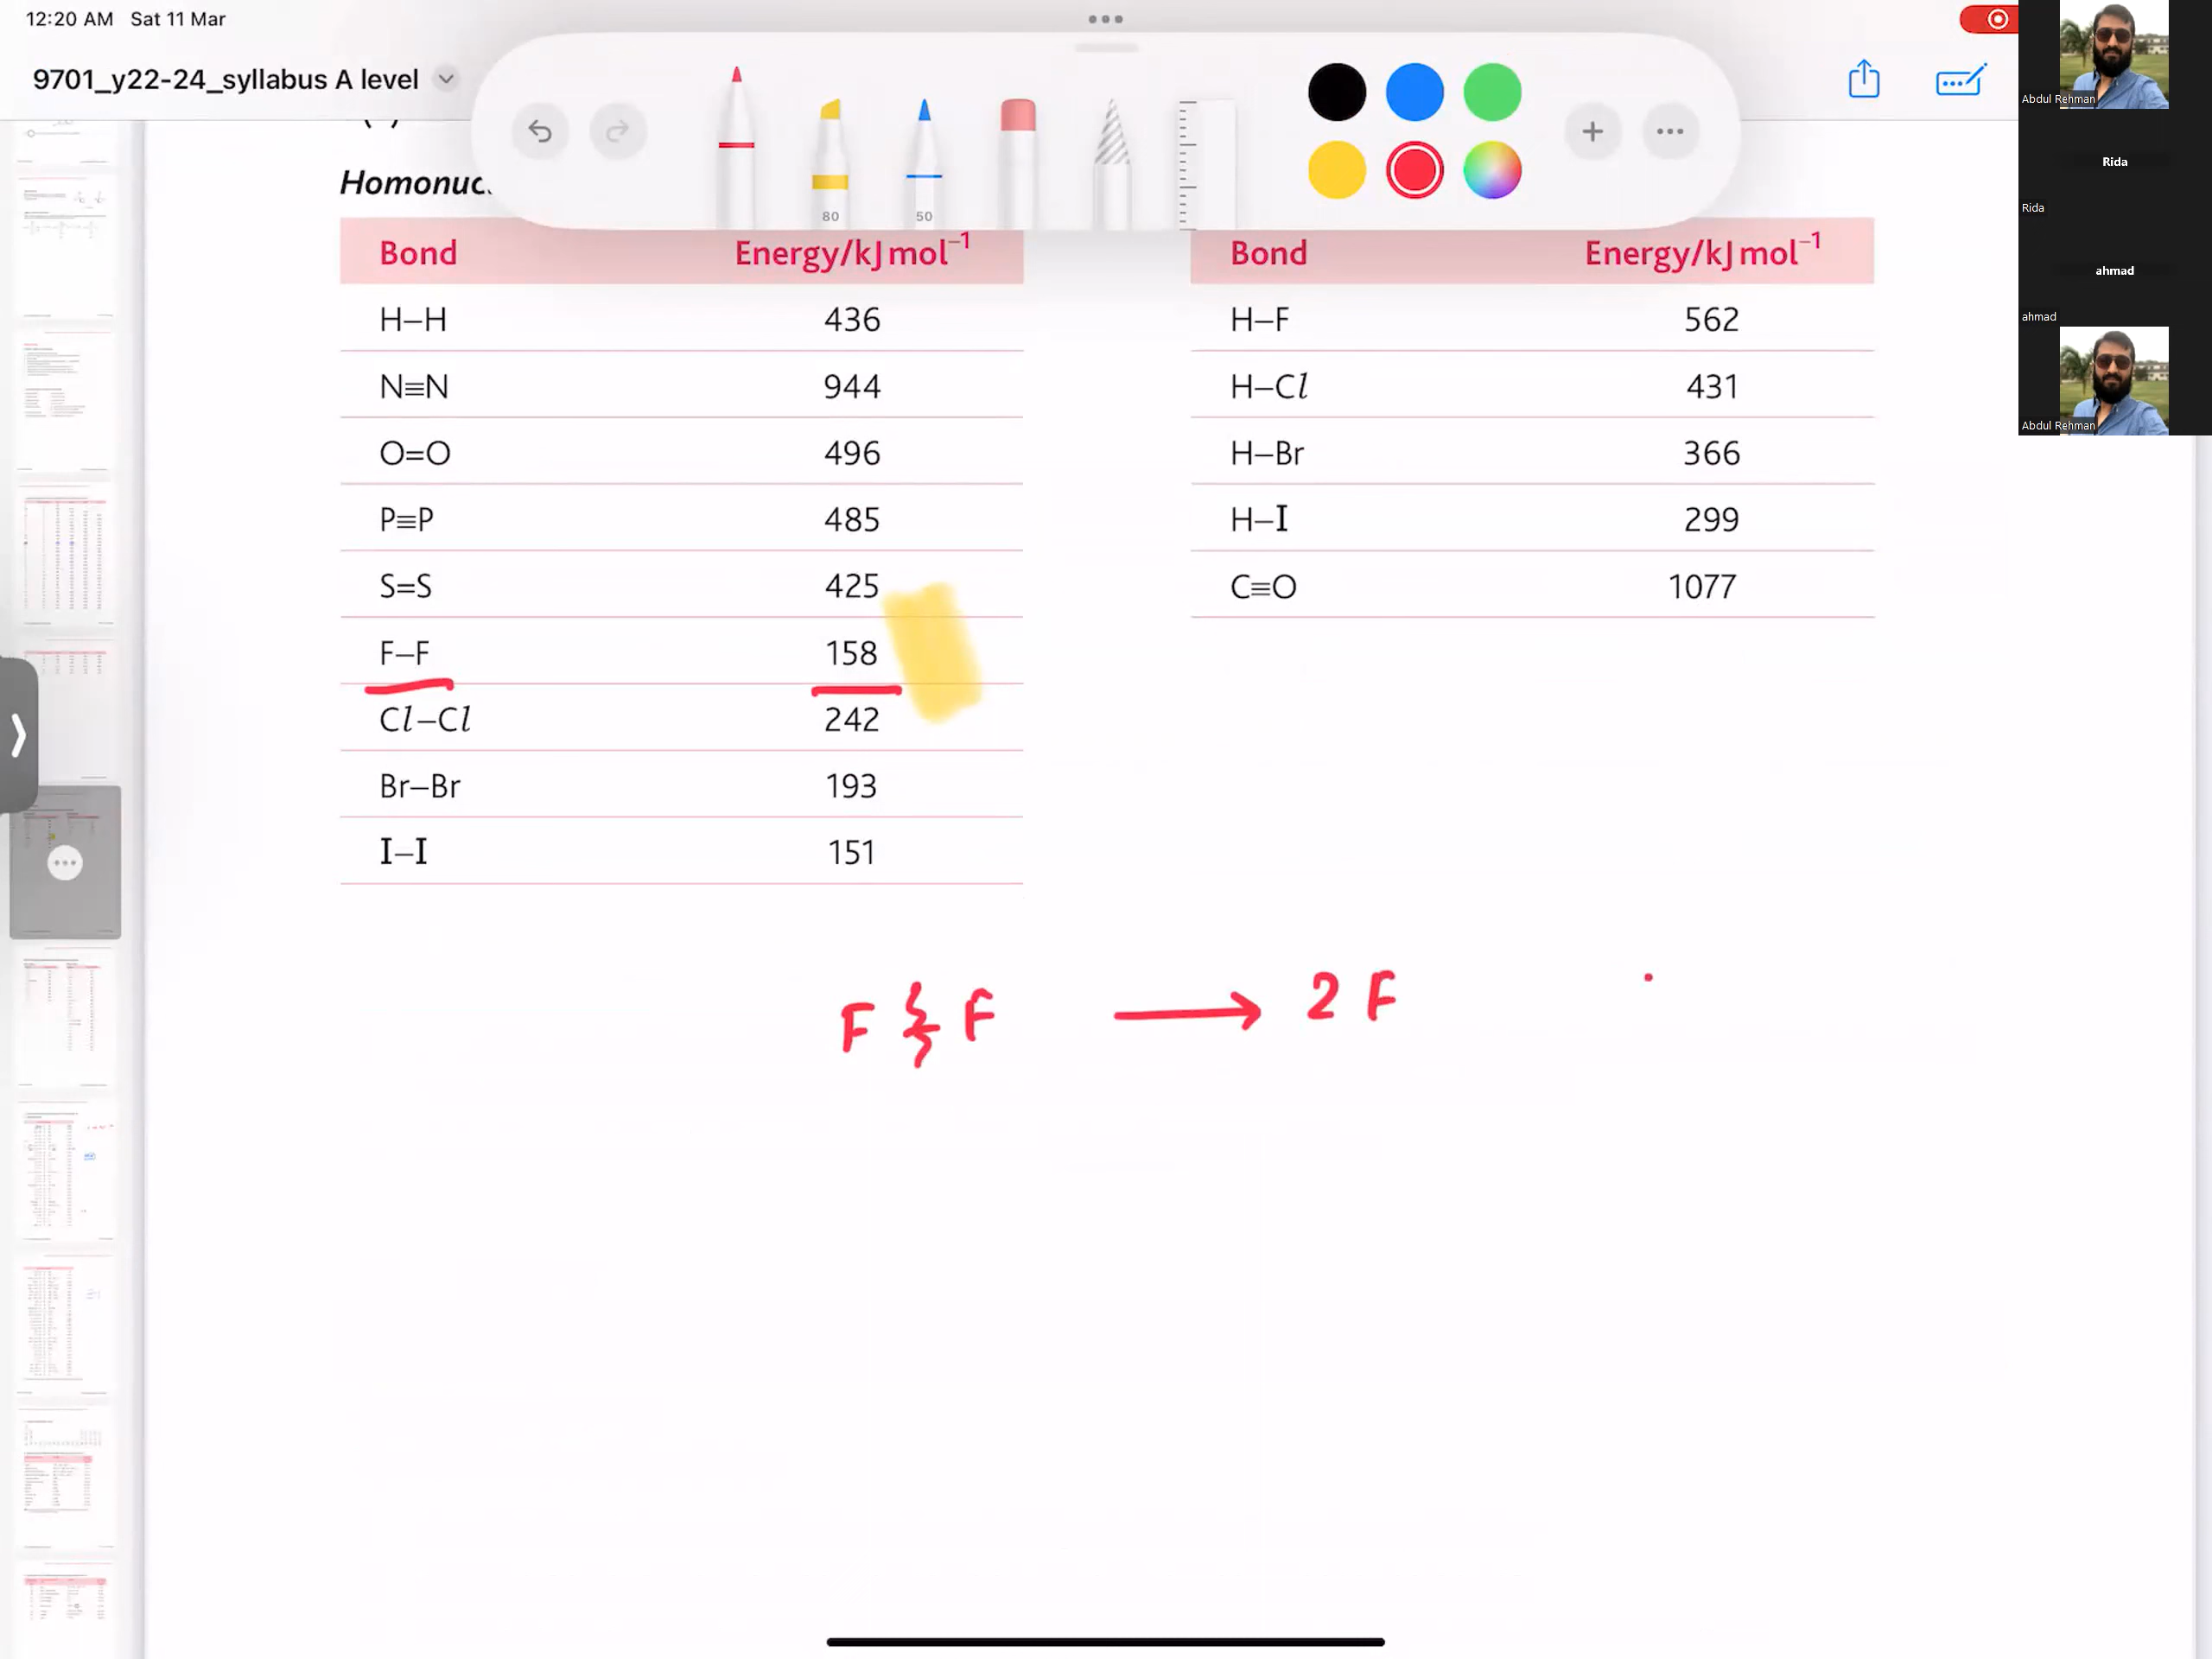 12:20 AM Sat 11 Mar
9701_y22-24_syllabus A level
80
50
Homonuc
Bond Energy/kJ mol⁻¹
H–H 436
N≡N 944
O=O 496
P≡P 485
S=S 425
F–F 158
Cl–Cl 242
Br–Br 193
I–I 151
Bond Energy/kJ mol⁻¹
H–F 562
H–Cl 431
H–Br 366
H–I 299
C≡O 1077
F F → 2 F
Abdul Rehman
Rida
Rida
ahmad
ahmad
Abdul Rehman